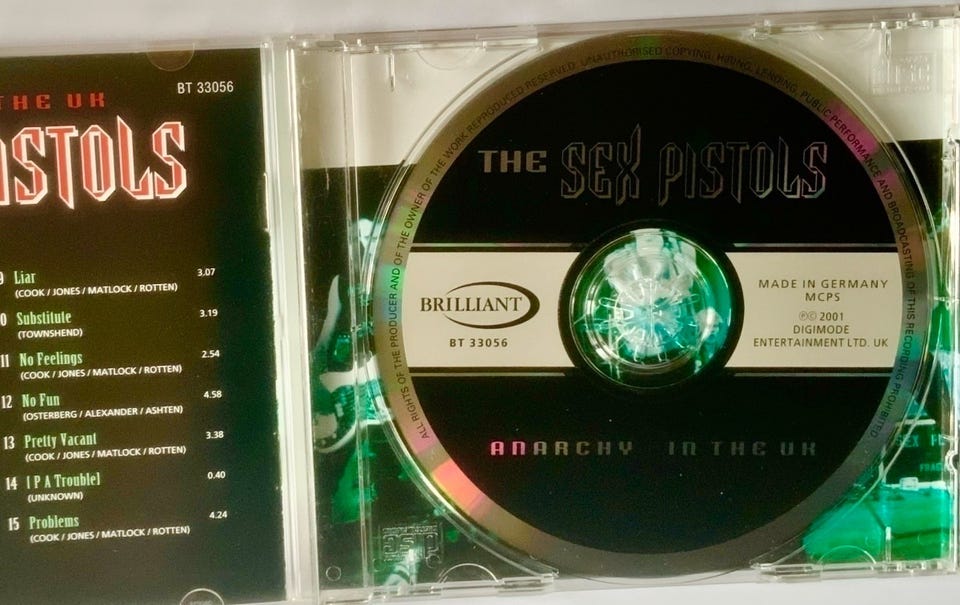 BT 33056
THE UK
ISTOLS
9 Liar 3.07
(COOK / JONES / MATLOCK / ROTTEN)
0 Substitute 3.19
(TOWNSHEND)
11 No Feelings 2.54
(COOK / JONES / MATLOCK / ROTTEN)
12 No Fun 4.58
(OSTERBERG / ALEXANDER / ASHTEN)
13 Pretty Vacant 3.38
(COOK / JONES / MATLOCK / ROTTEN)
14 I P A Trouble! 0.40
(UNKNOWN)
15 Problems 4.24
(COOK / JONES / MATLOCK / ROTTEN)
ALL RIGHTS OF THE PRODUCER AND OF THE OWNER OF THE WORK REPRODUCED RESERVED. UNAUTHORISED COPYING, HIRING, LENDING, PUBLIC PERFORMANCE AND BROADCASTING OF THIS RECORDING PROHIBITED
THE SEX PISTOLS
BRILLIANT
BT 33056
MADE IN GERMANY
MCPS
℗© 2001
DIGIMODE
ENTERTAINMENT LTD. UK
ANARCHY IN THE UK
SEX PI